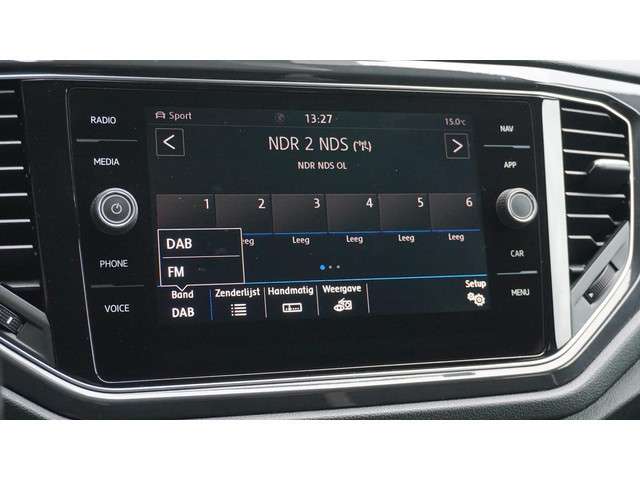 RADIO
MEDIA
PHONE
VOICE
Sport
13:27
15.0°C
NDR 2 NDS
NDR NDS OL
1 2 3 4 5 6
Leeg Leeg Leeg Leeg
DAB
FM
Band Zenderlijst Handmatig Weergave Setup
DAB
NAV
APP
CAR
MENU